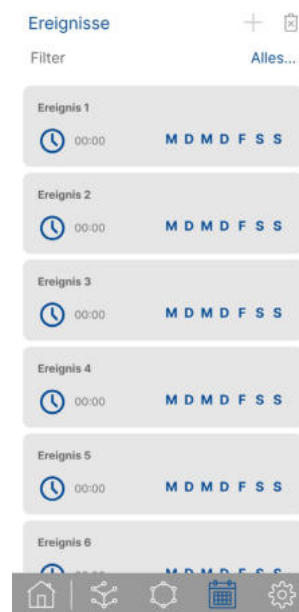 Ereignisse
Filter Alles...
Ereignis 1
00:00 M D M D F S S
Ereignis 2
00:00 M D M D F S S
Ereignis 3
00:00 M D M D F S S
Ereignis 4
00:00 M D M D F S S
Ereignis 5
00:00 M D M D F S S
Ereignis 6